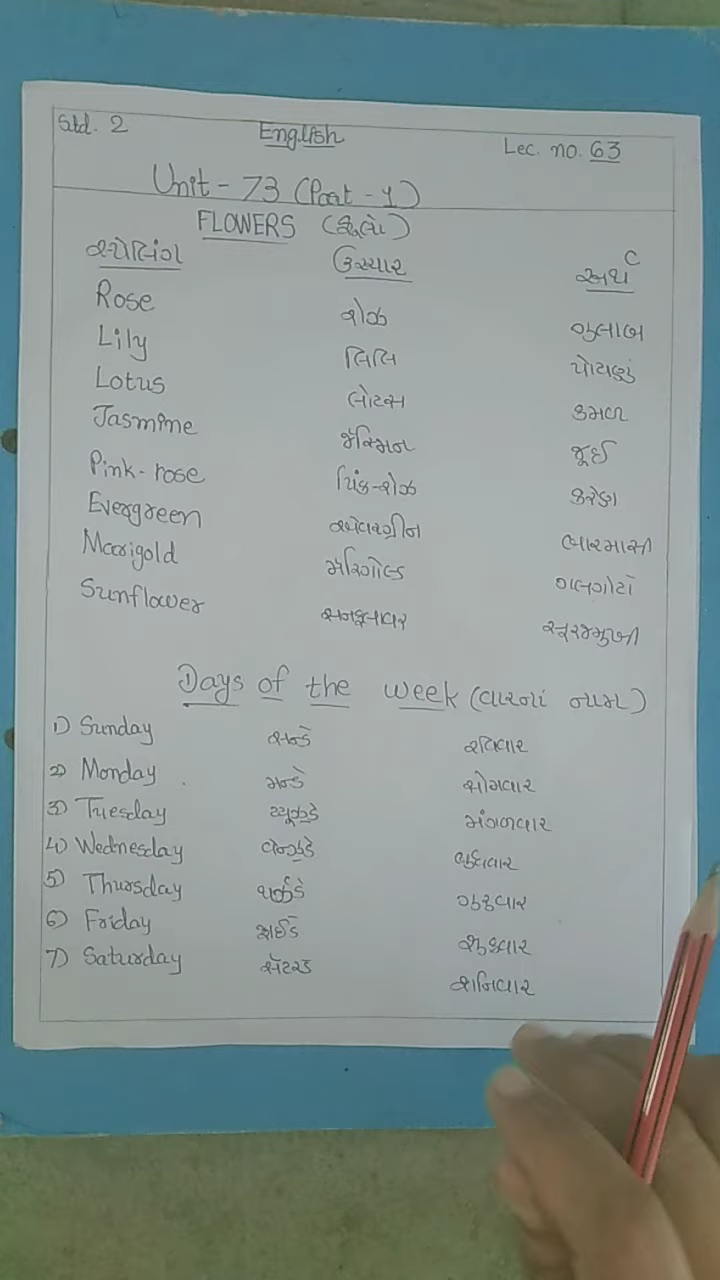 Std. 2 English Lec. no. 63
Unit - 73 (Part - 1)
FLOWERS (ફૂલો)
સ્પેલિંગ ઉચ્ચાર અર્થ
Rose રોઝ ગુલાબ
Lily લિલિ પોયણું
Lotus લોટસ કમળ
Jasmine જૅસ્મિન જૂઈ
Pink-rose પિંક-રોઝ કરેણ
Evergreen એવરગ્રીન બારમાસી
Marigold મૅરિગોલ્ડ ગલગોટો
Sunflower સનફ્લાવર સૂરજમુખી
Days of the week (વારનાં નામ)
1) Sunday સન્ડે રવિવાર
2) Monday મન્ડે સોમવાર
3) Tuesday ટ્યૂઝડે મંગળવાર
4) Wednesday વેન્ઝડે બુધવાર
5) Thursday થર્ઝડે ગુરુવાર
6) Friday ફ્રાઈડે શુક્રવાર
7) Saturday સૅટરડે શનિવાર